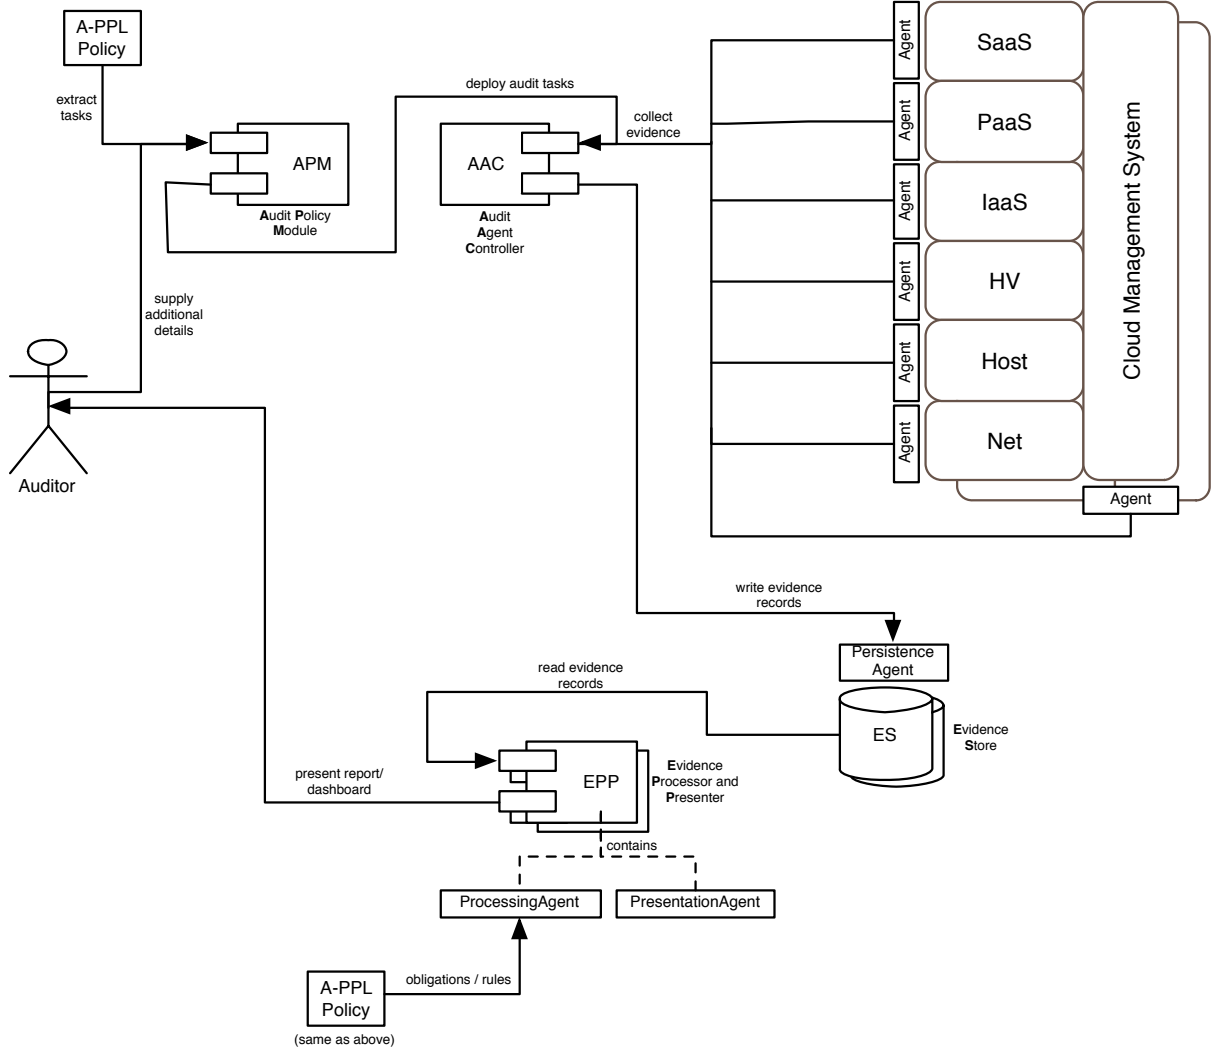 A-PPL
Policy
extract
tasks
deploy audit tasks
collect
evidence
APM
Audit Policy
Module
AAC
Audit
Agent
Controller
Agent
SaaS
Agent
PaaS
Agent
IaaS
Agent
HV
Agent
Host
Agent
Net
Cloud Management System
Agent
supply
additional
details
Auditor
write evidence
records
Persistence
Agent
ES
Evidence
Store
read evidence
records
EPP
Evidence
Processor and
Presenter
present report/
dashboard
contains
ProcessingAgent
PresentationAgent
obligations / rules
A-PPL
Policy
(same as above)